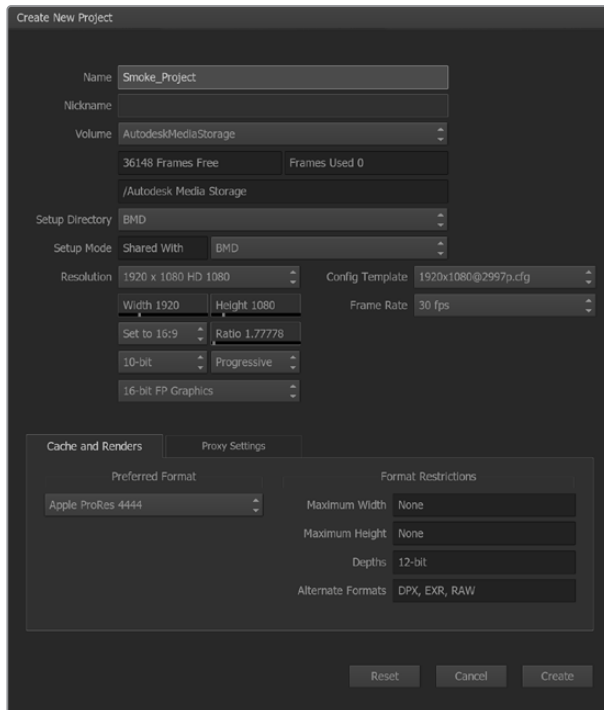 Create New Project
Name Smoke_Project
Nickname
Volume AutodeskMediaStorage
36148 Frames Free Frames Used 0
/Autodesk Media Storage
Setup Directory BMD
Setup Mode Shared With BMD
Resolution 1920 x 1080 HD 1080 Config Template 1920x1080@2997p.cfg
Width 1920 Height 1080 Frame Rate 30 fps
Set to 16:9 Ratio 1.77778
10-bit Progressive
16-bit FP Graphics
Cache and Renders Proxy Settings
Preferred Format Format Restrictions
Apple ProRes 4444 Maximum Width None
Maximum Height None
Depths 12-bit
Alternate Formats DPX, EXR, RAW
Reset Cancel Create